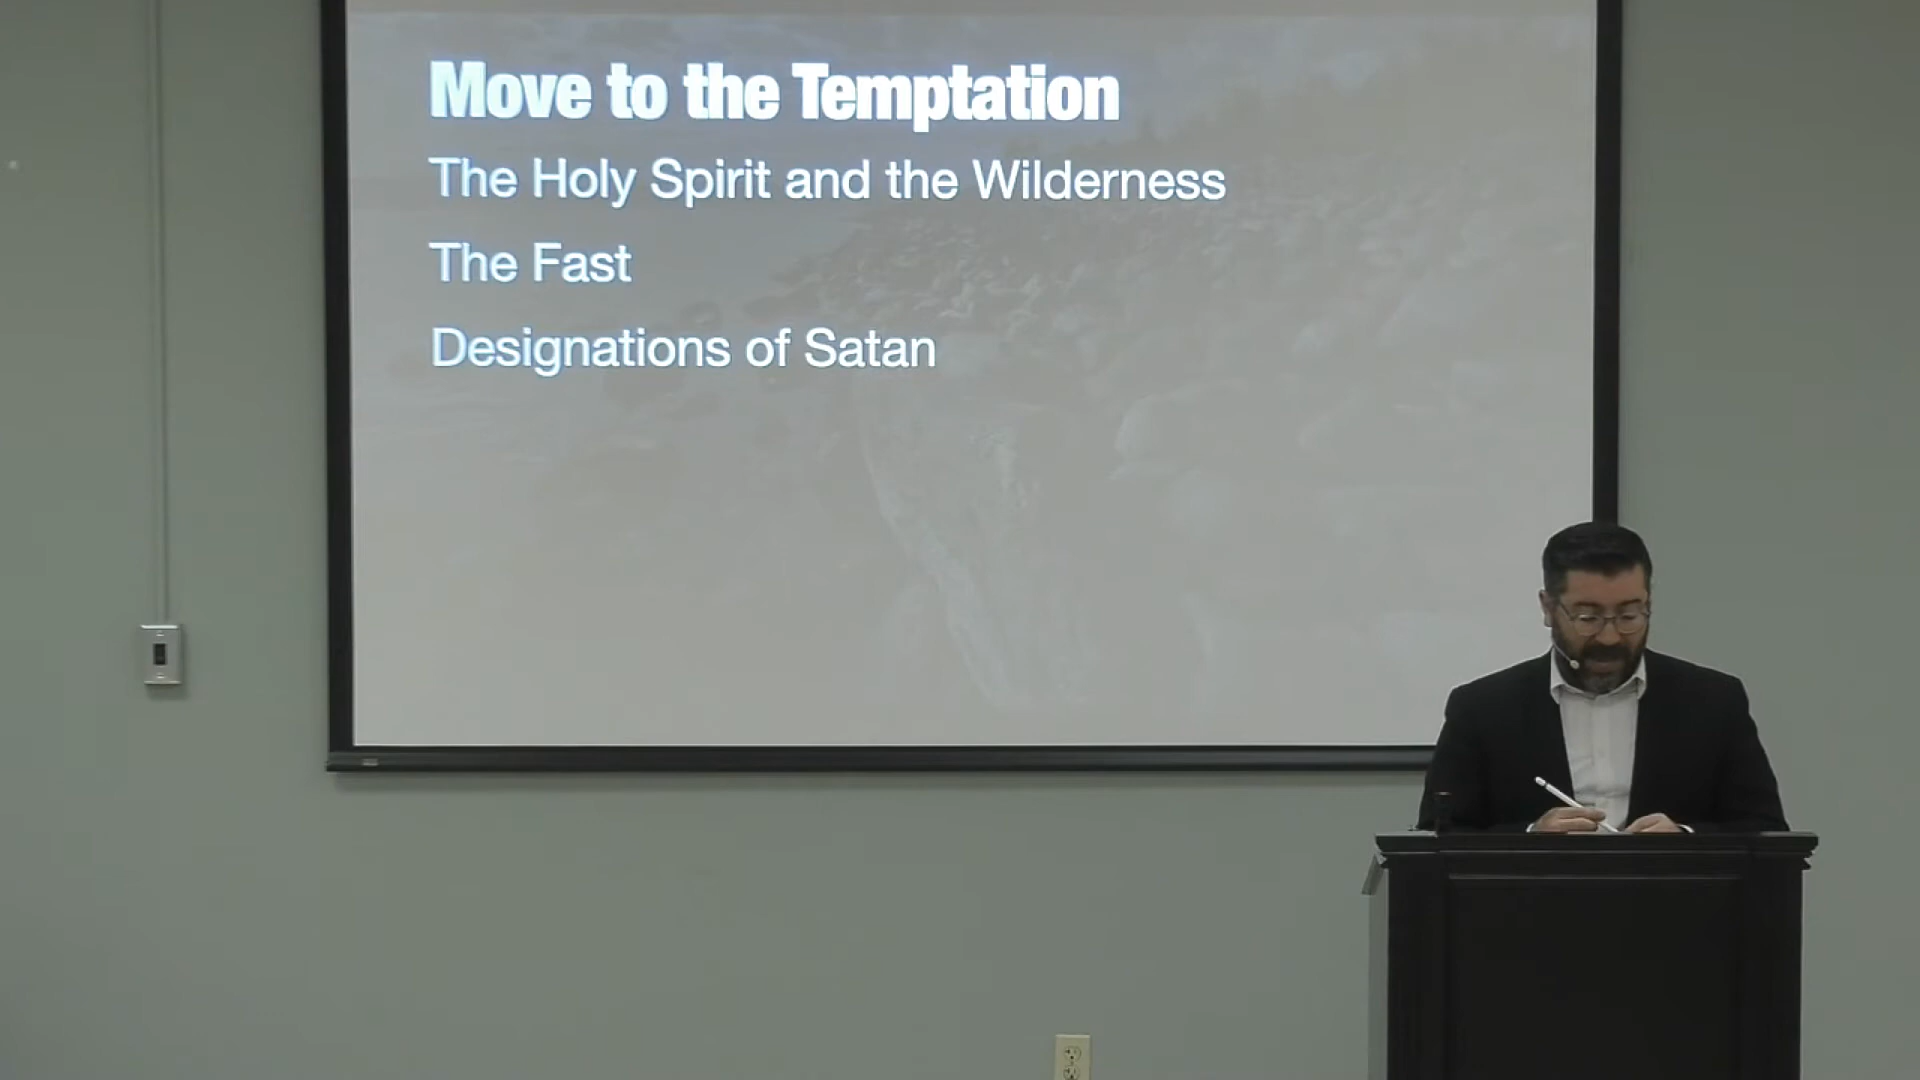 Move to the Temptation
The Holy Spirit and the Wilderness
The Fast
Designations of Satan